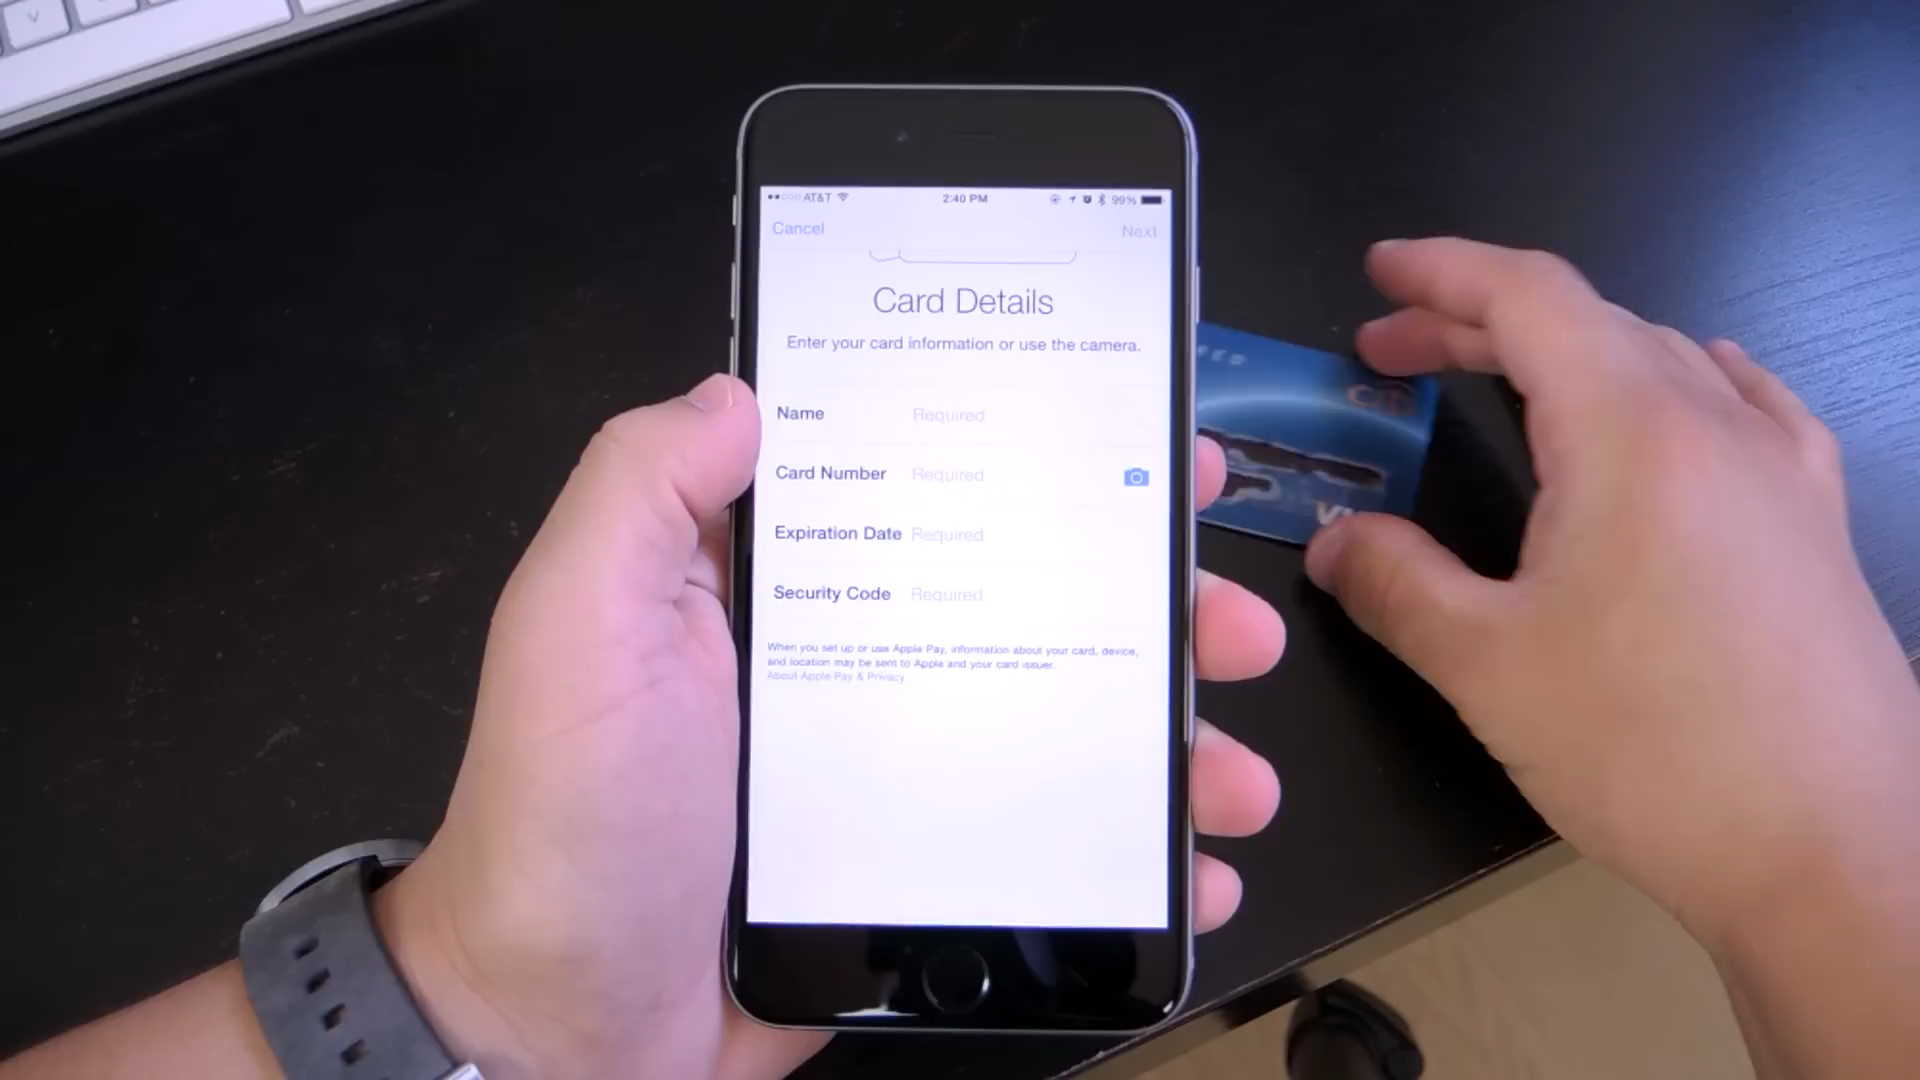 V
AT&T 2:40 PM 99%
Cancel Next
Card Details
Enter your card information or use the camera.
Name Required
Card Number Required
Expiration Date Required
Security Code Required
When you set up or use Apple Pay, information about your card, device,
and location may be sent to Apple and your card issuer.
About Apple Pay & Privacy
citi